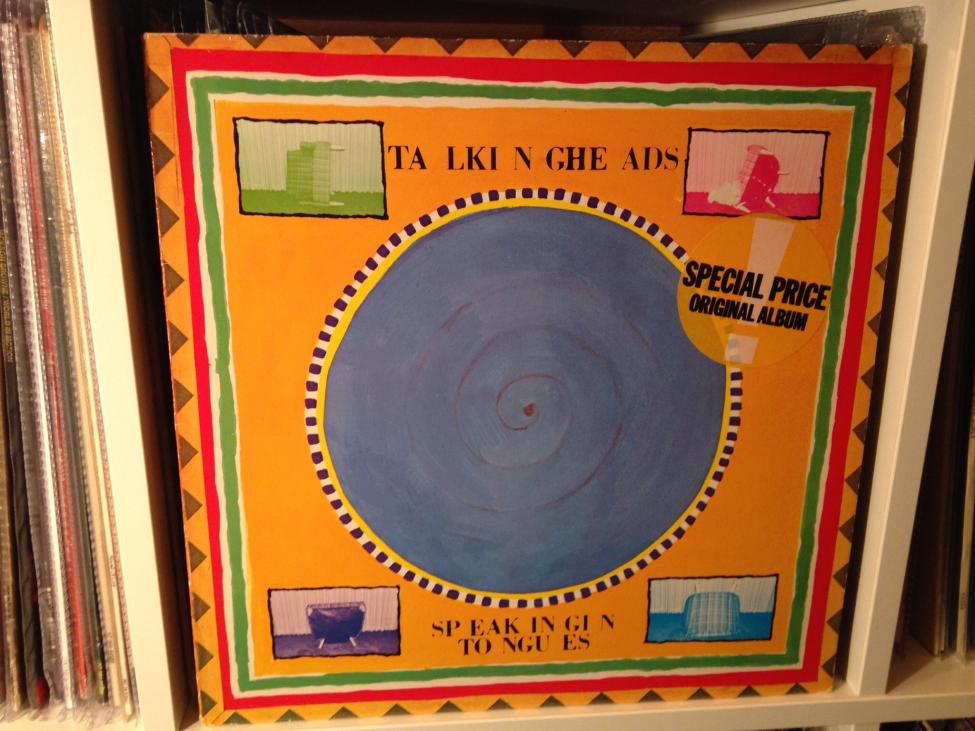 TA LKI N GHE ADS
SPECIAL PRICE
ORIGINAL ALBUM
SP EAK IN GI N
TO NGU ES